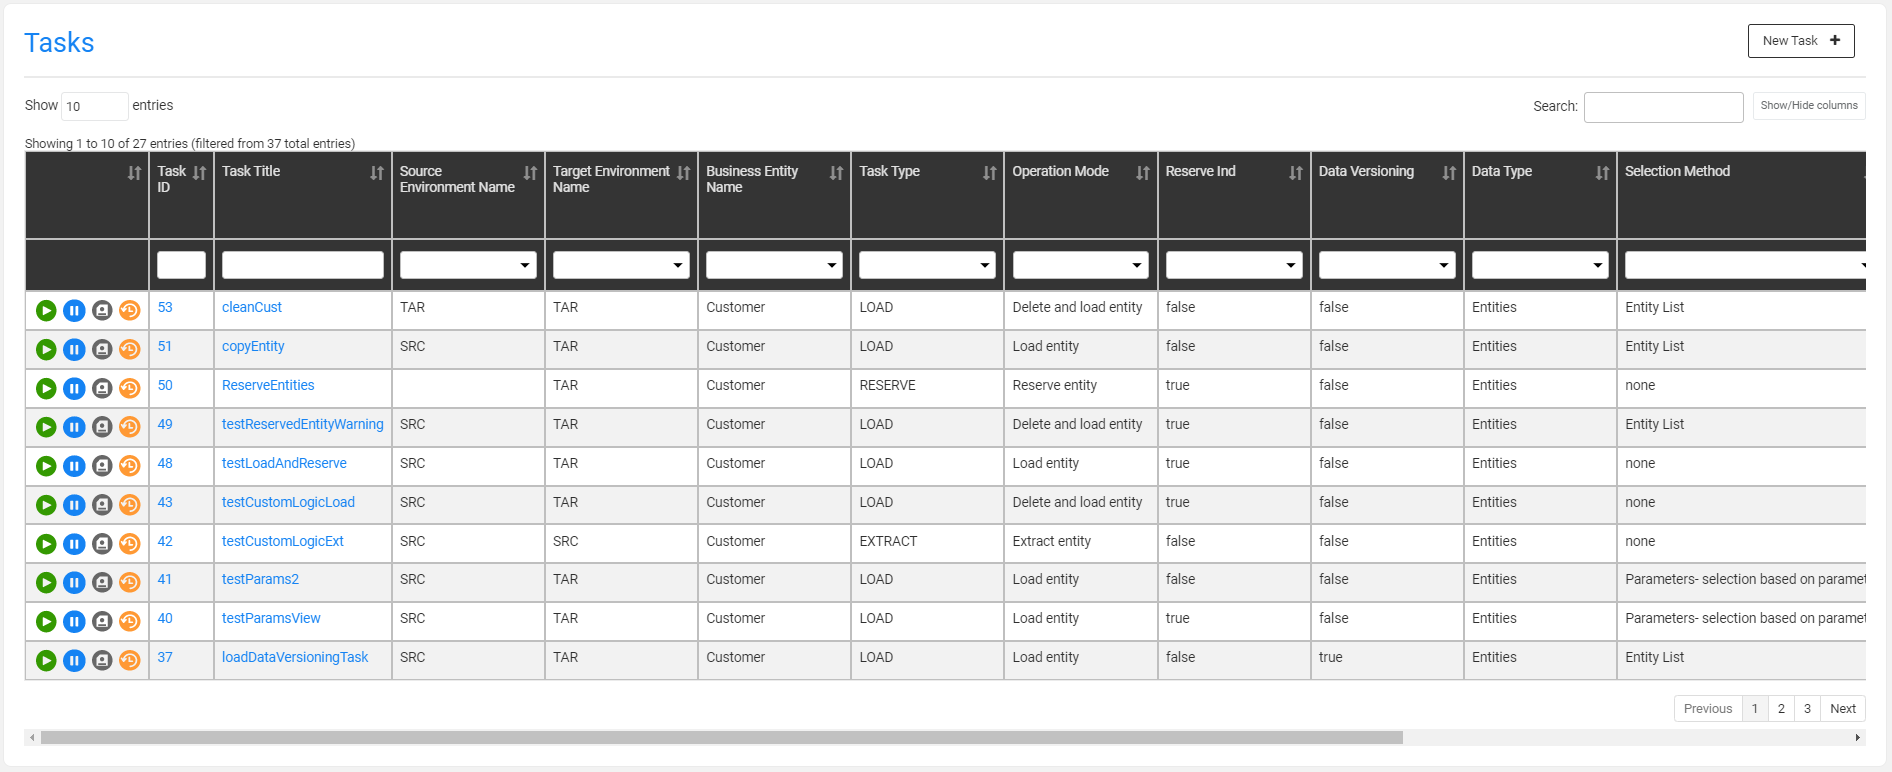 Tasks
New Task
Show 10 entries
Search:
Show/Hide columns
Showing 1 to 10 of 27 entries (filtered from 37 total entries)
Task ID Task Title Source Environment Name Target Environment Name Business Entity Name Task Type Operation Mode Reserve Ind Data Versioning Data Type Selection Method
53 cleanCust TAR TAR Customer LOAD Delete and load entity false false Entities Entity List
51 copyEntity SRC TAR Customer LOAD Load entity false false Entities Entity List
50 ReserveEntities TAR Customer RESERVE Reserve entity true false Entities none
49 testReservedEntityWarning SRC TAR Customer LOAD Delete and load entity true false Entities Entity List
48 testLoadAndReserve SRC TAR Customer LOAD Load entity true false Entities none
43 testCustomLogicLoad SRC TAR Customer LOAD Delete and load entity true false Entities none
42 testCustomLogicExt SRC SRC Customer EXTRACT Extract entity false false Entities none
41 testParams2 SRC TAR Customer LOAD Load entity false false Entities Parameters- selection based on paramet
40 testParamsView SRC TAR Customer LOAD Load entity true false Entities Parameters- selection based on paramet
37 loadDataVersioningTask SRC TAR Customer LOAD Load entity false true Entities Entity List
Previous 1 2 3 Next